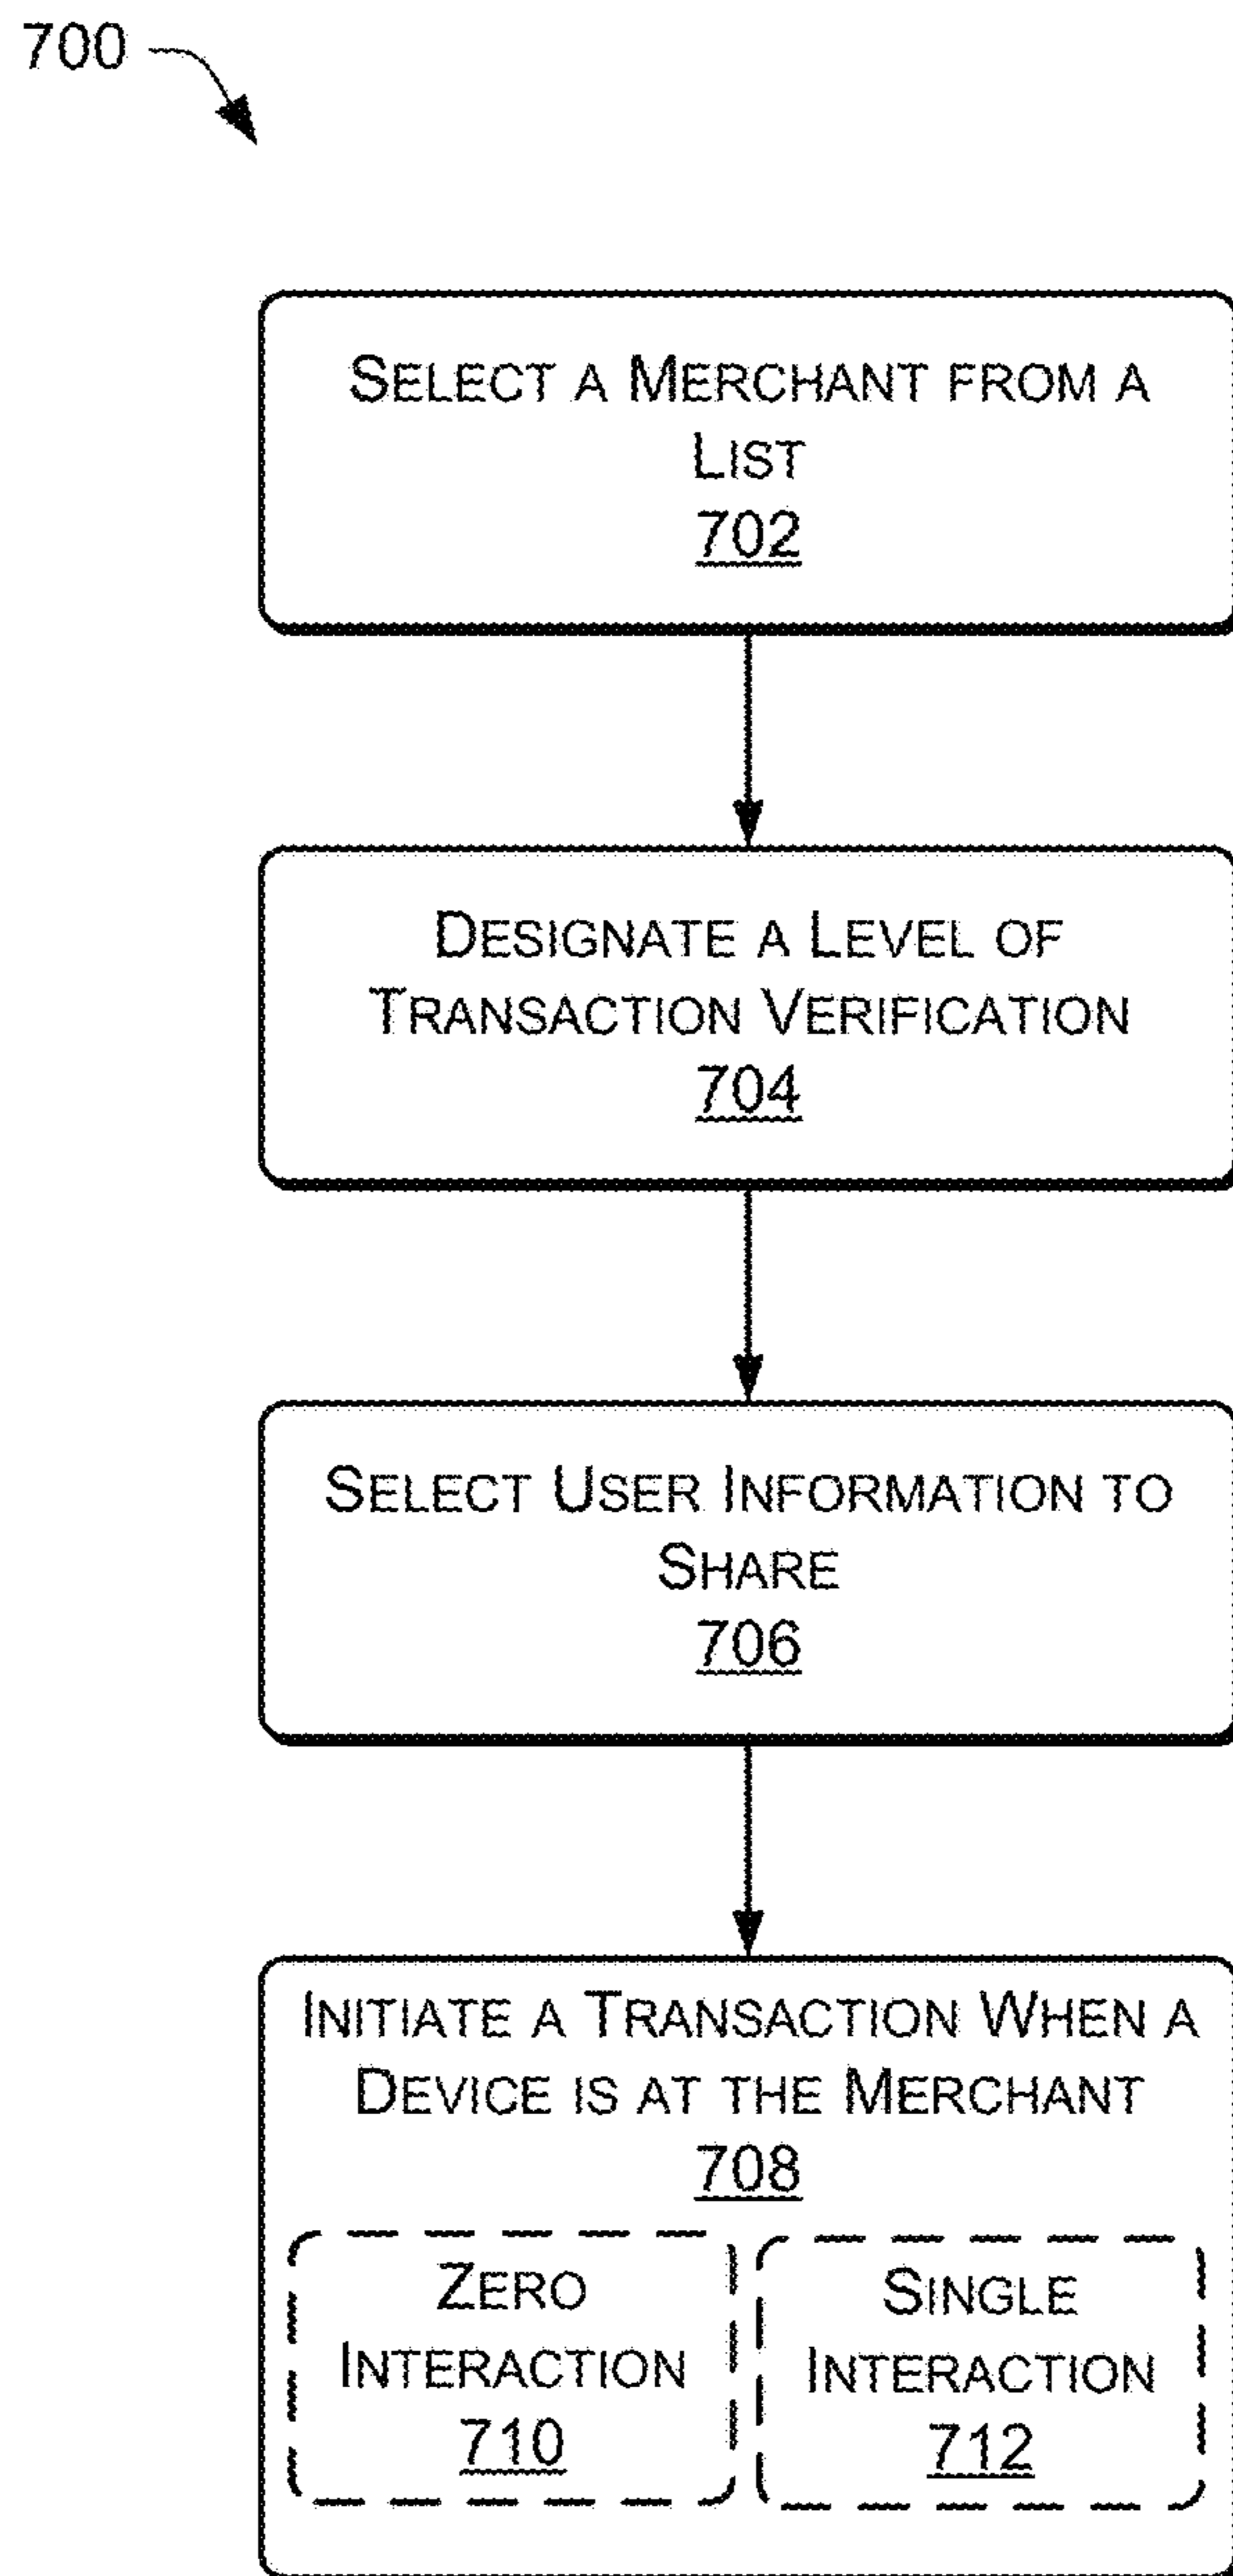 700
SELECT A MERCHANT FROM A
LIST
702
DESIGNATE A LEVEL OF
TRANSACTION VERIFICATION
704
SELECT USER INFORMATION TO
SHARE
706
INITIATE A TRANSACTION WHEN A
DEVICE IS AT THE MERCHANT
708
ZERO
INTERACTION
710
SINGLE
INTERACTION
712